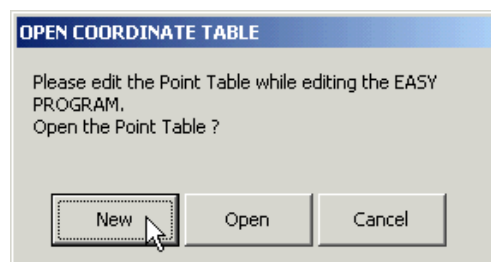 OPEN COORDINATE TABLE
Please edit the Point Table while editing the EASY
PROGRAM.
Open the Point Table ?
New Open Cancel